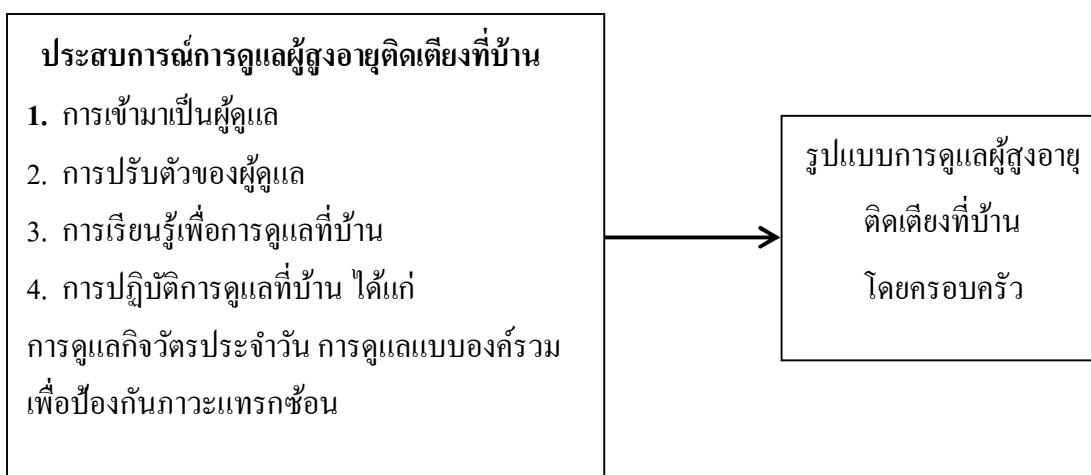 ประสบการณ์การดูแลผู้สูงอายุติดเตียงที่บ้าน
1. การเข้ามาเป็นผู้ดูแล
2. การปรับตัวของผู้ดูแล
3. การเรียนรู้เพื่อการดูแลที่บ้าน
4. การปฏิบัติการดูแลที่บ้าน ได้แก่
การดูแลกิจวัตรประจำวัน การดูแลแบบองค์รวม
เพื่อป้องกันภาวะแทรกซ้อน
รูปแบบการดูแลผู้สูงอายุ
ติดเตียงที่บ้าน
โดยครอบครัว